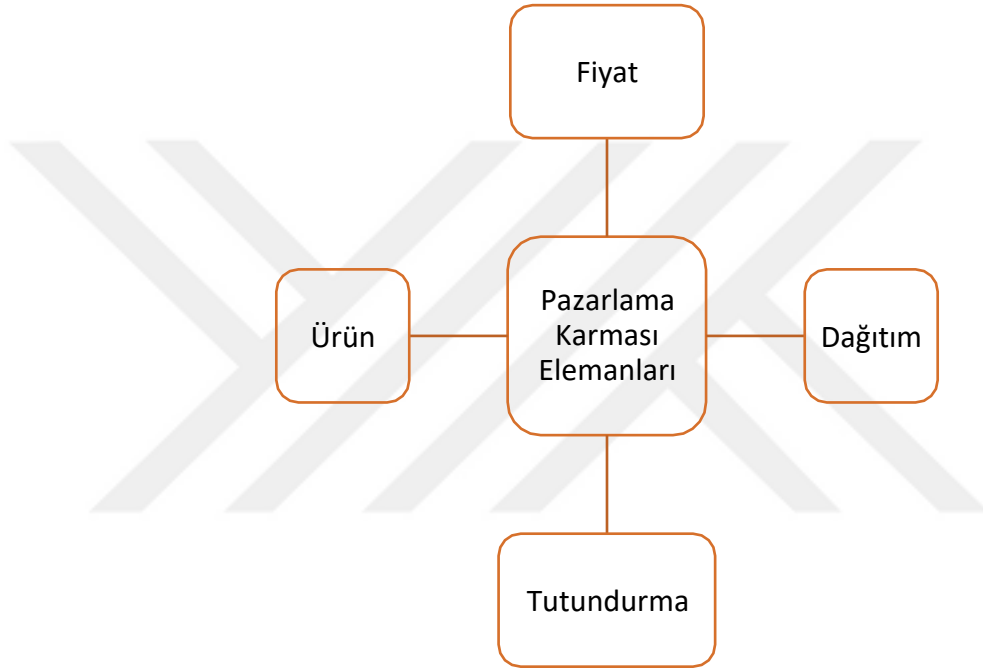 Fiyat
Ürün
Pazarlama
Karması
Elemanları
Dağıtım
Tutundurma